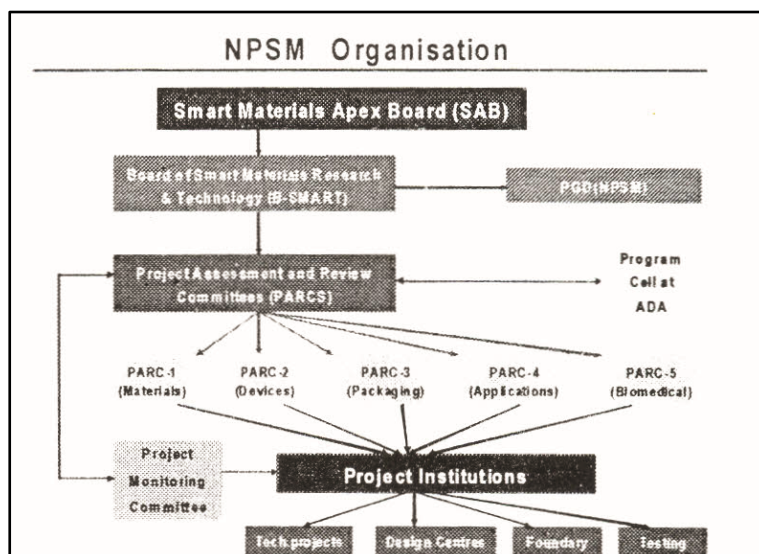 NPSM Organisation
Smart Materials Apex Board (SAB)
Board of Smart Materials Research
& Technology (B-SMART)
PGD(NPSM)
Project Assessment and Review
Committees (PARCS)
Program
Cell at
ADA
PARC-1
(Materials)
PARC-2
(Devices)
PARC-3
(Packaging)
PARC-4
(Applications)
PARC-5
(Biomedical)
Project
Monitoring
Committee
Project Institutions
Tech.projects
Design Centres
Foundary
Testing